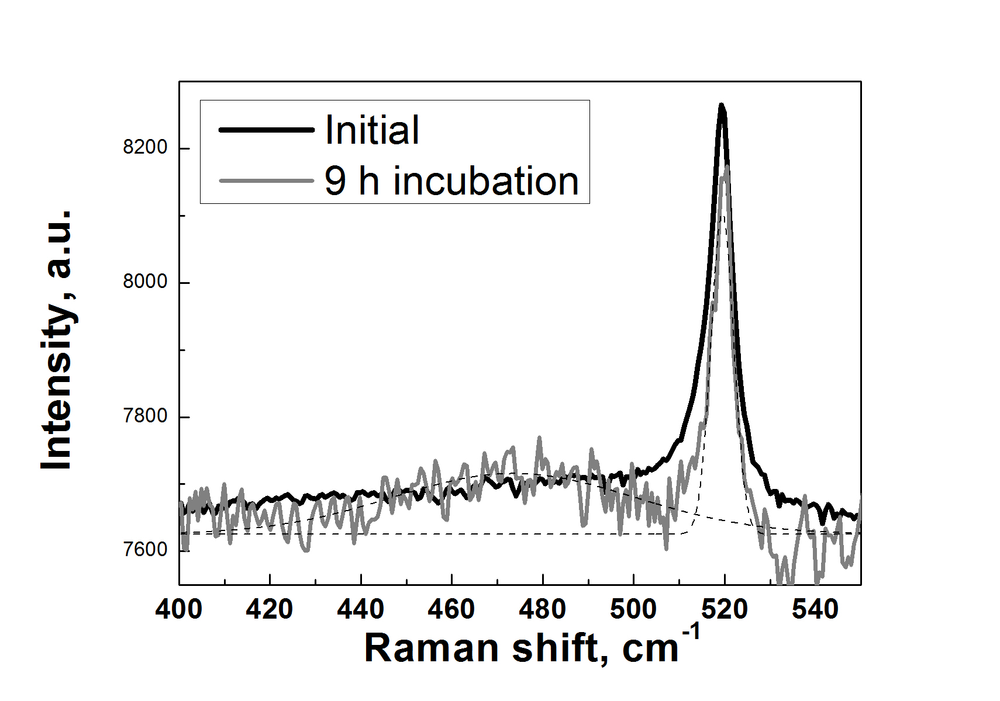 Initial
9 h incubation
8200
8000
7800
7600
Intensity, a.u.
400 420 440 460 480 500 520 540
Raman shift, cm⁻¹